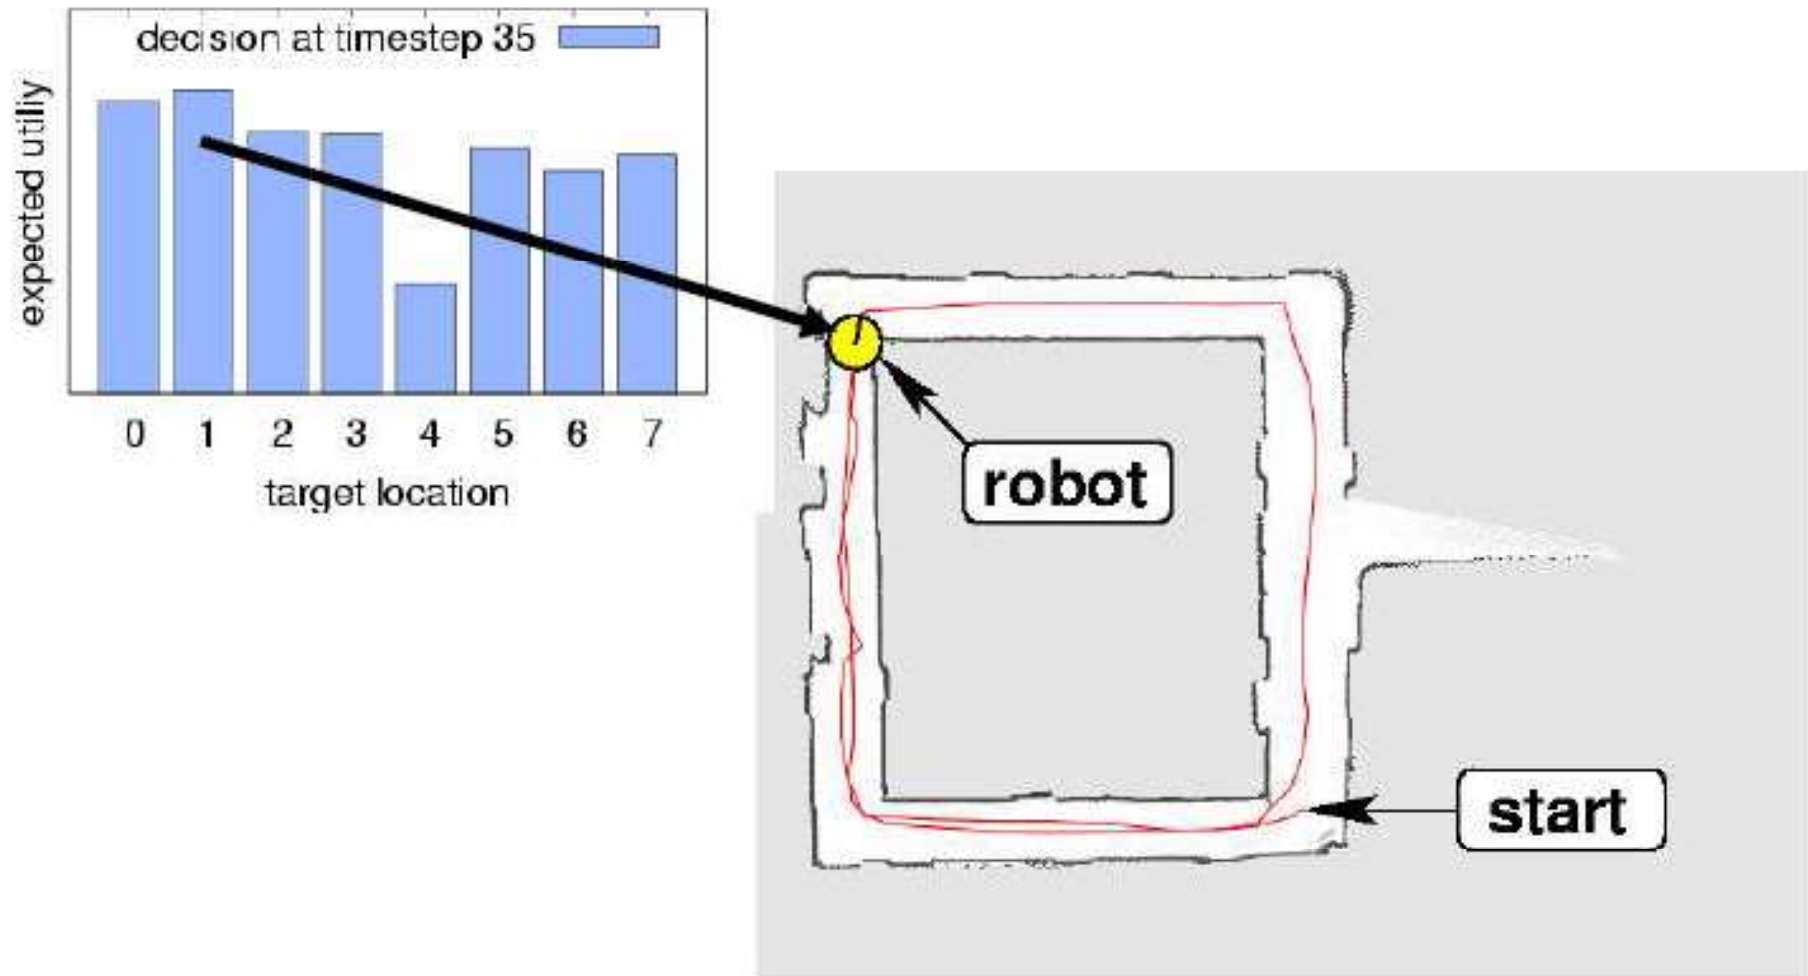 decision at timestep 35
expected utiliy
0 1 2 3 4 5 6 7
target location
robot
start